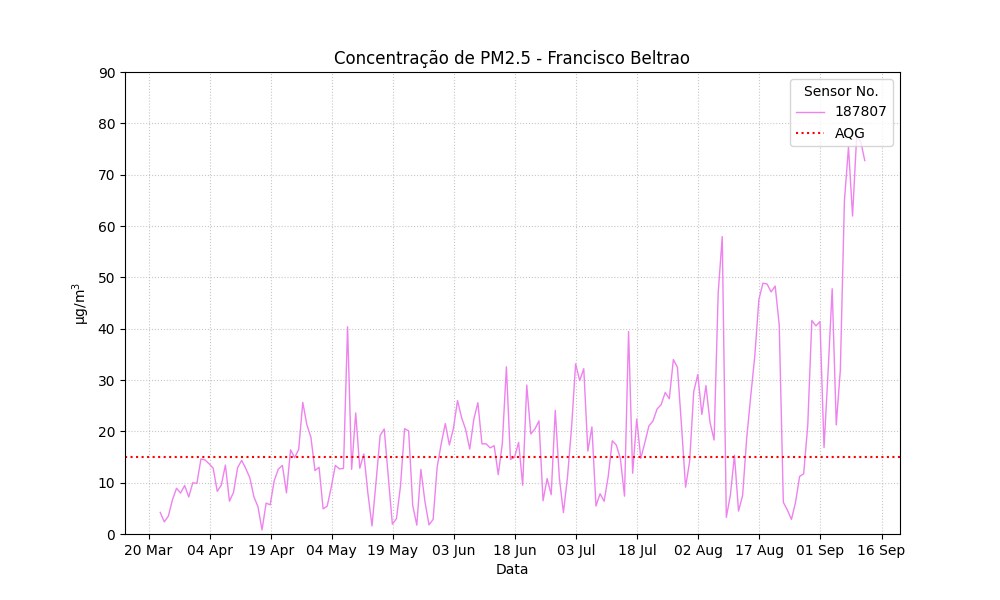 Concentração de PM2.5 - Francisco Beltrao
Sensor No.
187807
AQG
90
80
70
60
50
40
30
20
10
0
µg/m³
20 Mar 04 Apr 19 Apr 04 May 19 May 03 Jun 18 Jun 03 Jul 18 Jul 02 Aug 17 Aug 01 Sep 16 Sep
Data